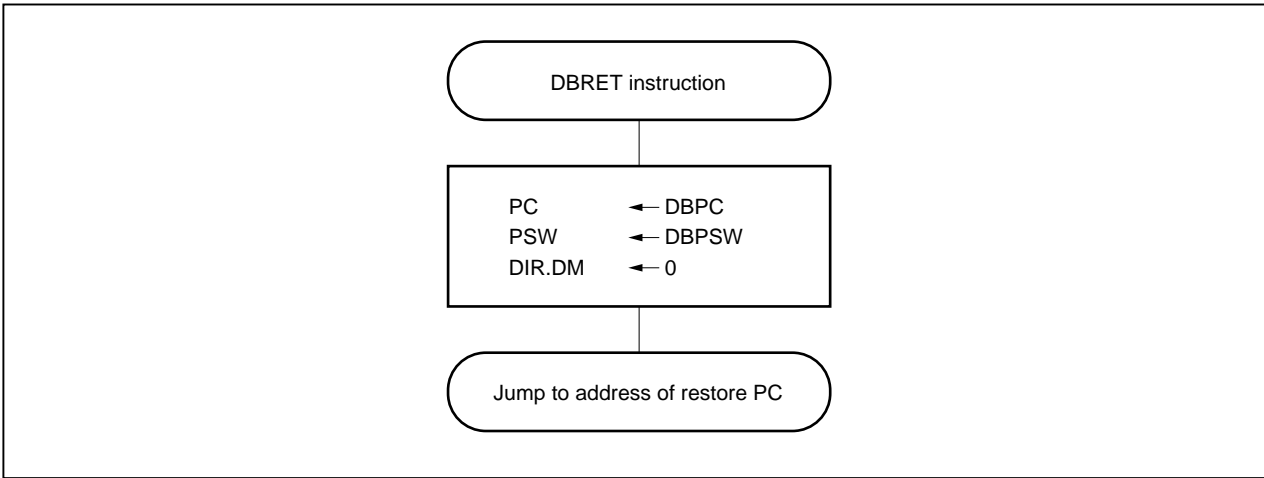 DBRET instruction
PC ← DBPC
PSW ← DBPSW
DIR.DM ← 0
Jump to address of restore PC